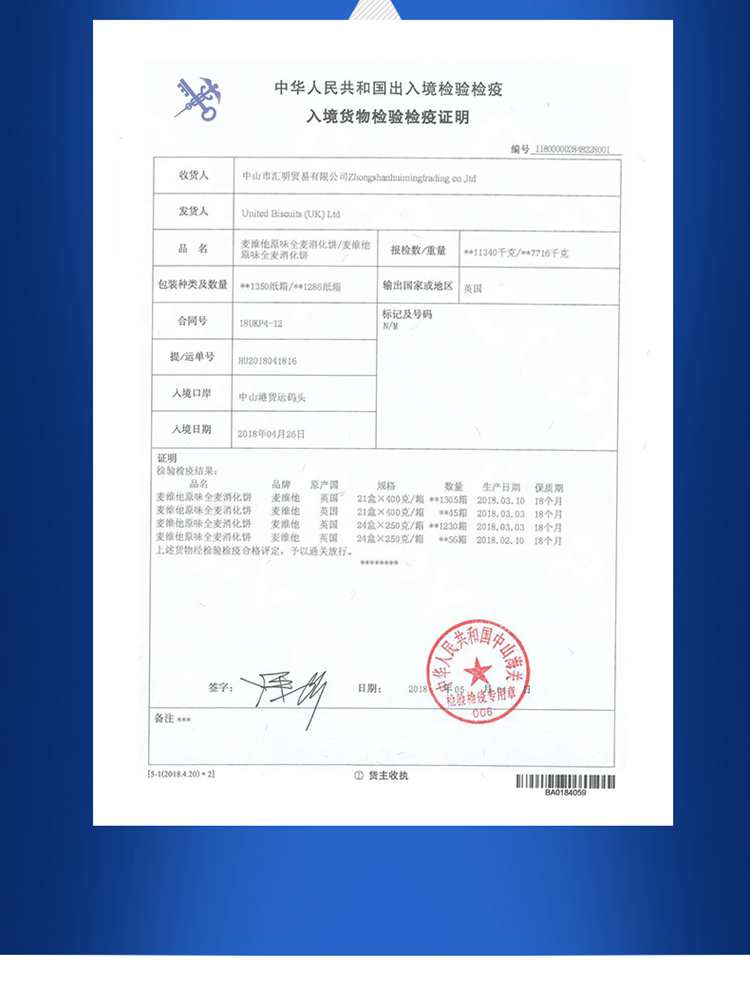 中华人民共和国出入境检验检疫
入境货物检验检疫证明
编号 118000002848228001
收货人 中山市汇明贸易有限公司Zhongshanhuimingtrading co.,ltd
发货人 United Biscuits (UK) Ltd
品 名 麦维他原味全麦消化饼/麦维他原味全麦消化饼 报检数/重量 **11340千克/**7716千克
包装种类及数量 **1350纸箱/**1286纸箱 输出国家或地区 英国
合同号 18UKP4-12 标记及号码
N/M
提/运单号 HU2018041816
入境口岸 中山港货运码头
入境日期 2018年04月26日
证明
检验检疫结果:
品名 品牌 原产国 规格 数量 生产日期 保质期
麦维他原味全麦消化饼 麦维他 英国 21盒×400克/箱 **1305箱 2018.03.10 18个月
麦维他原味全麦消化饼 麦维他 英国 21盒×400克/箱 **45箱 2018.03.03 18个月
麦维他原味全麦消化饼 麦维他 英国 24盒×250克/箱 **1230箱 2018.03.03 18个月
麦维他原味全麦消化饼 麦维他 英国 24盒×250克/箱 **56箱 2018.02.10 18个月
上述货物经检验检疫合格评定，予以通关放行。
********
中华人民共和国中山海关
检验检疫专用章
006
签字: 日期: 2018 年 05 月 日
备注 ***
[5-1(2018.4.20) * 2] ① 货主收执
BA0184059